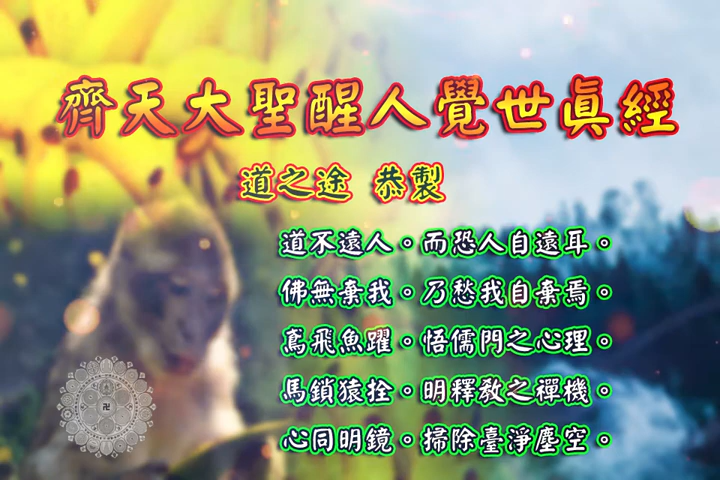 齊天大聖醒人覺世眞經
道之途 恭製
道不遠人。而恐人自遠耳。
佛無棄我。乃愁我自棄焉。
鳶飛魚躍。悟儒門之心理。
馬鎖猿拴。明釋敎之禪機。
心同明鏡。掃除臺淨塵空。
卍